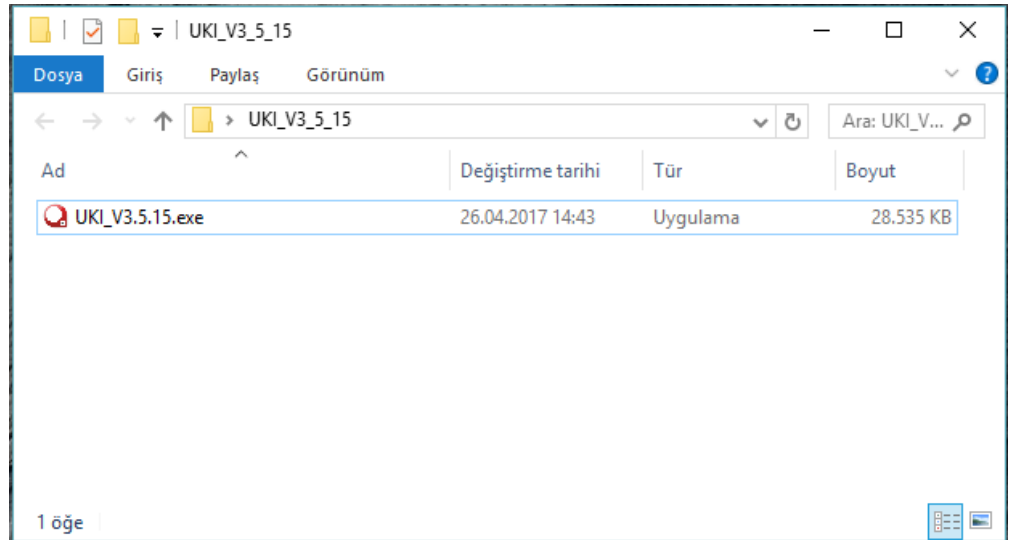 UKI_V3_5_15
Dosya Giriş Paylaş Görünüm
UKI_V3_5_15 Ara: UKI_V...
Ad Değiştirme tarihi Tür Boyut
UKI_V3.5.15.exe 26.04.2017 14:43 Uygulama 28.535 KB
1 öğe